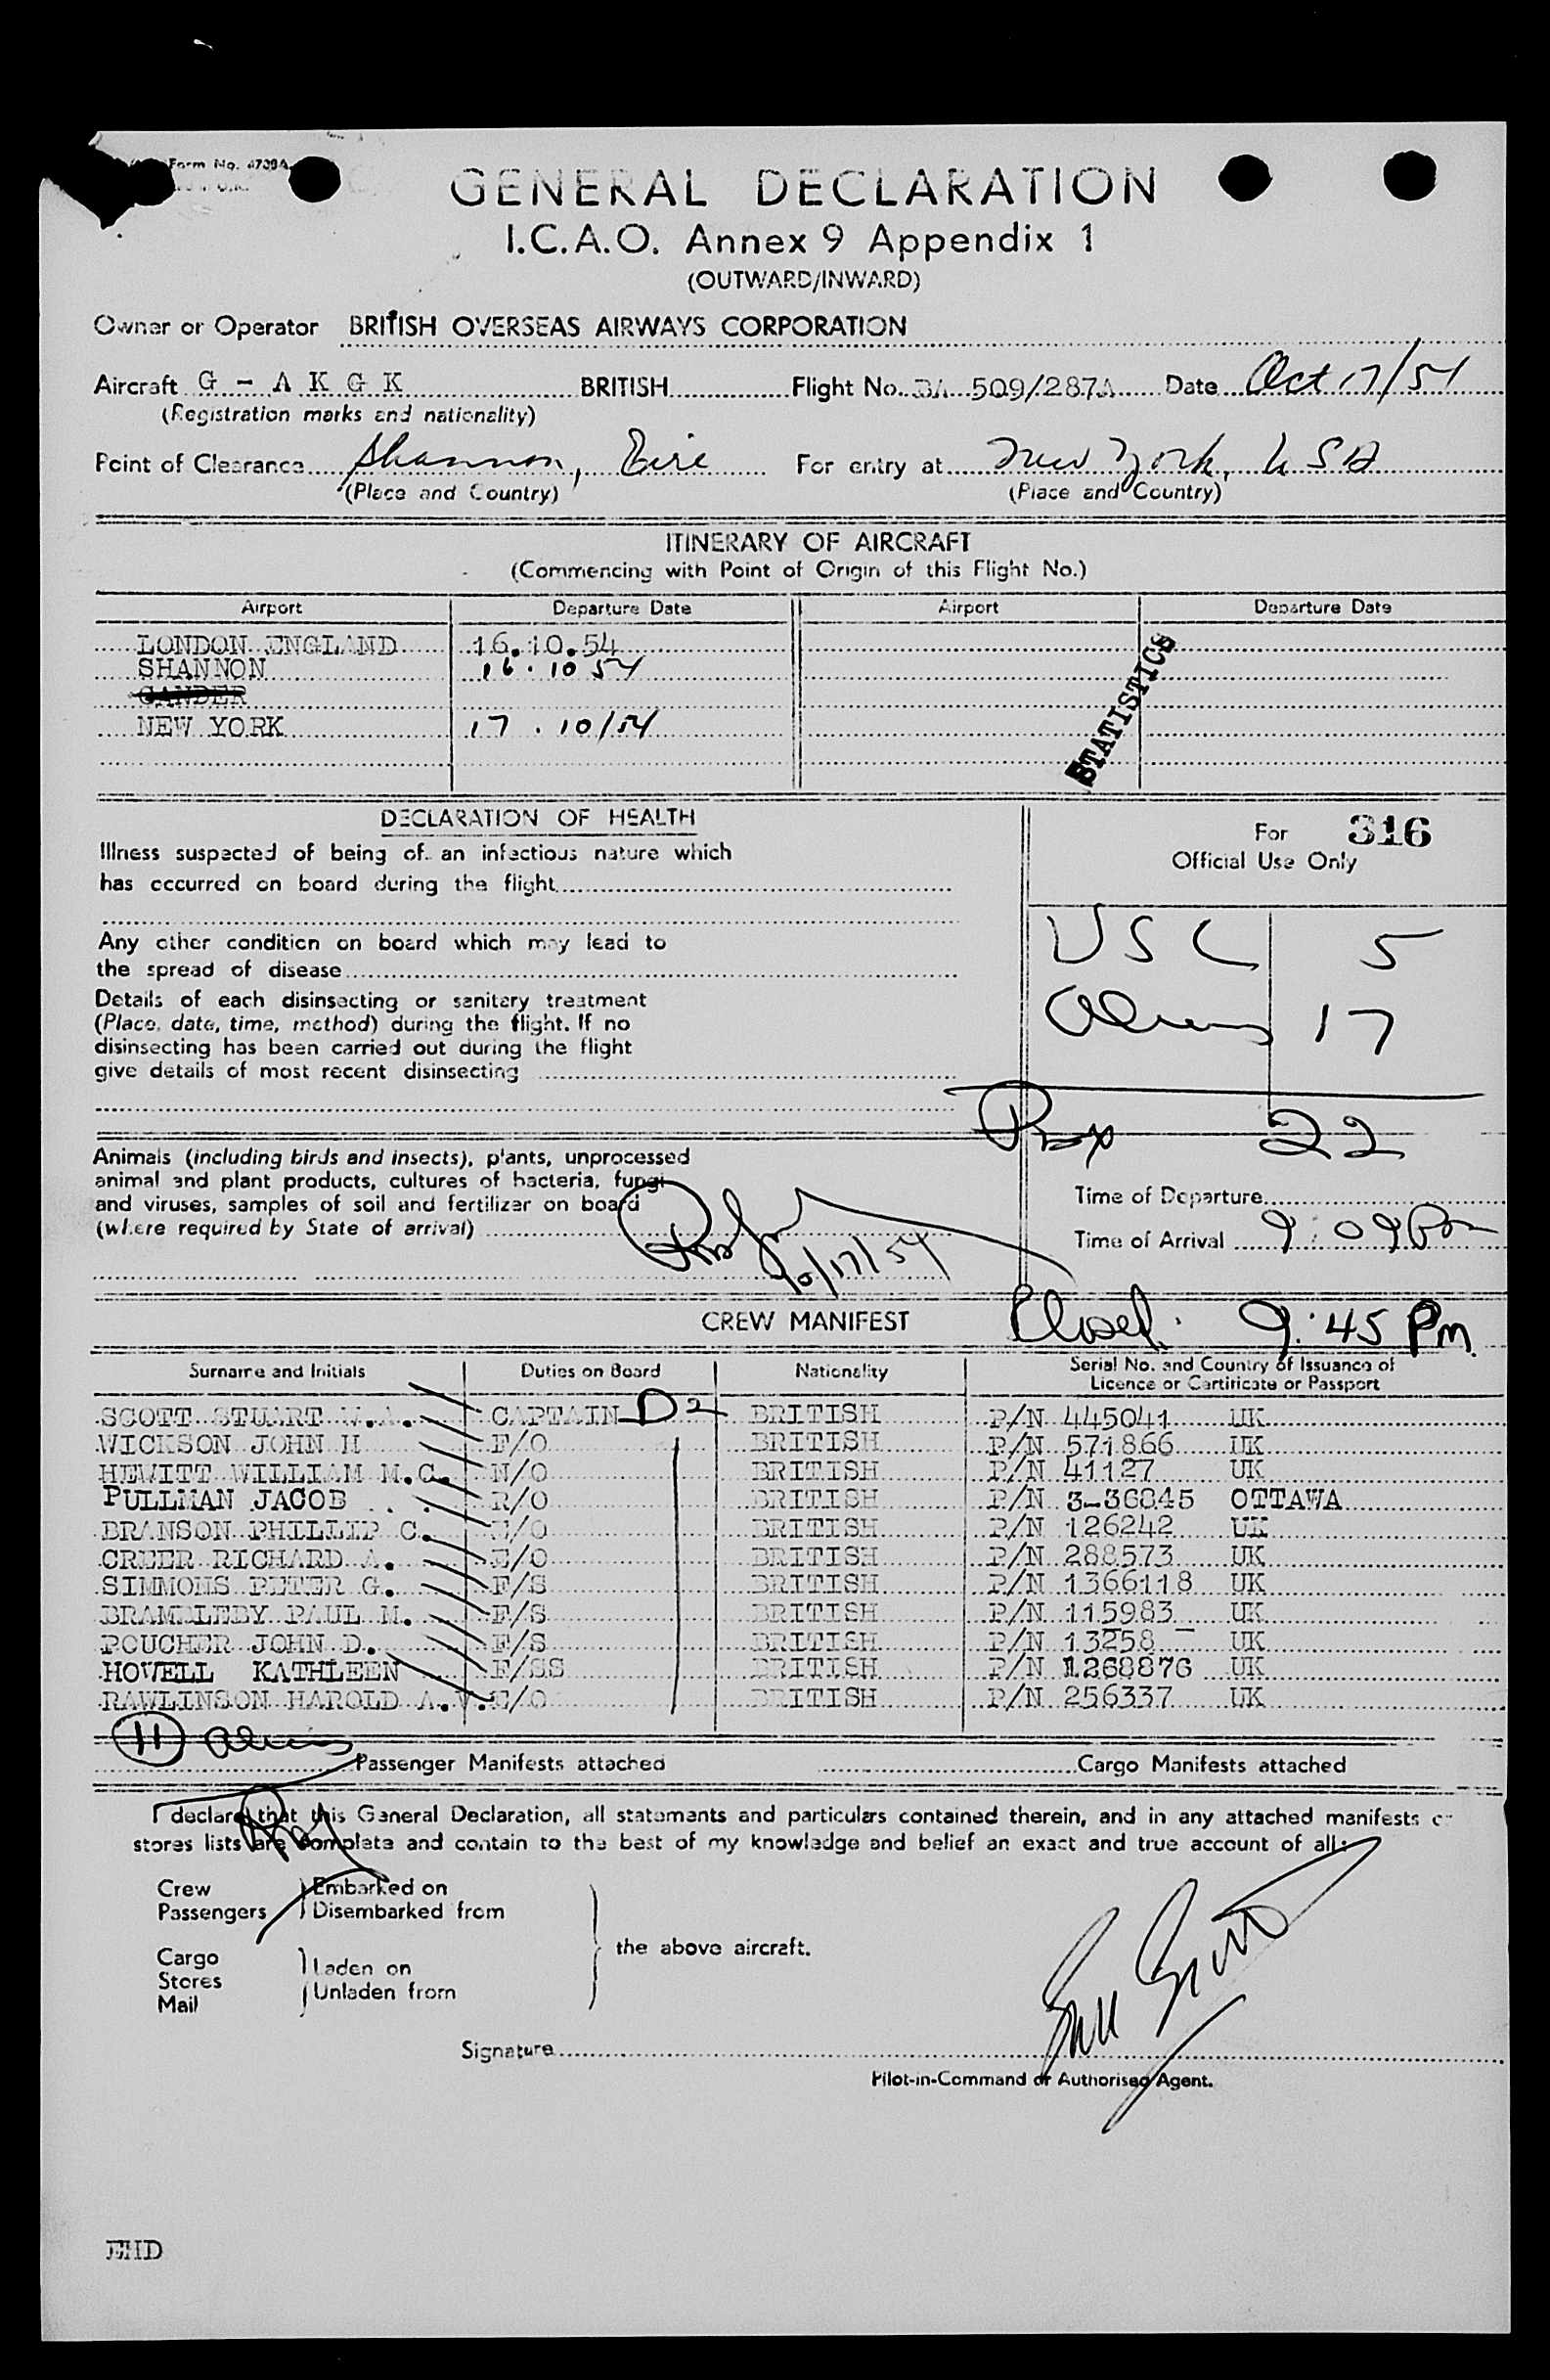 Form No. 4709A
GENERAL DECLARATION
I.C.A.O. Annex 9 Appendix 1
(OUTWARD/INWARD)
Owner or Operator BRITISH OVERSEAS AIRWAYS CORPORATION
Aircraft G - A K G K BRITISH Flight No. BA 509/287A Date Oct 17/54
(Registration marks and nationality)
Point of Clearance Shannon, Eire For entry at New York, USA
(Place and Country) (Place and Country)
ITINERARY OF AIRCRAFT
(Commencing with Point of Origin of this Flight No.)
Airport Departure Date Airport Departure Date
LONDON ENGLAND 16.10.54
SHANNON 16.10 54
GANDER
NEW YORK 17.10/54
STATISTICS
DECLARATION OF HEALTH
Illness suspected of being of an infectious nature which
has occurred on board during the flight
Any other condition on board which may lead to
the spread of disease
Details of each disinsecting or sanitary treatment
(Place, date, time, method) during the flight. If no
disinsecting has been carried out during the flight
give details of most recent disinsecting
For 316
Official Use Only
USC 5
Aliens 17
Pax 22
Animals (including birds and insects), plants, unprocessed
animal and plant products, cultures of bacteria, fungi
and viruses, samples of soil and fertilizer on board
(where required by State of arrival)
10/17/54
Time of Departure
Time of Arrival 9:09 Pm
CREW MANIFEST Closed. 9:45 Pm
Surname and Initials Duties on Board Nationality Serial No. and Country of Issuance of
Licence or Certificate or Passport
SCOTT STUART W.A. CAPTAIN D2 BRITISH P/N 445041 UK
WICKSON JOHN H F/O BRITISH P/N 571866 UK
HEWITT WILLIAM M.C. N/O BRITISH P/N 41127 UK
PULLMAN JACOB R/O BRITISH P/N 3-36845 OTTAWA
BRANSON PHILLIP C. E/O BRITISH P/N 126242 UK
CREER RICHARD A. E/O BRITISH P/N 288573 UK
SIMMONS PETER G. F/S BRITISH P/N 1366118 UK
BRAMBLEBY PAUL M. F/S BRITISH P/N 115983 UK
POUCHER JOHN D. F/S BRITISH P/N 13258 UK
HOWELL KATHLEEN F/SS BRITISH P/N 1268876 UK
RAWLINSON HAROLD A.V. C/O BRITISH P/N 256337 UK
11 Aliens
Passenger Manifests attached Cargo Manifests attached
I declare that this General Declaration, all statements and particulars contained therein, and in any attached manifests or
stores lists are complete and contain to the best of my knowledge and belief an exact and true account of all:
Crew
Passengers
Embarked on
Disembarked from
Cargo
Stores
Mail
Laden on
Unladen from
the above aircraft.
Signature
Pilot-in-Command or Authorised Agent.
EHD